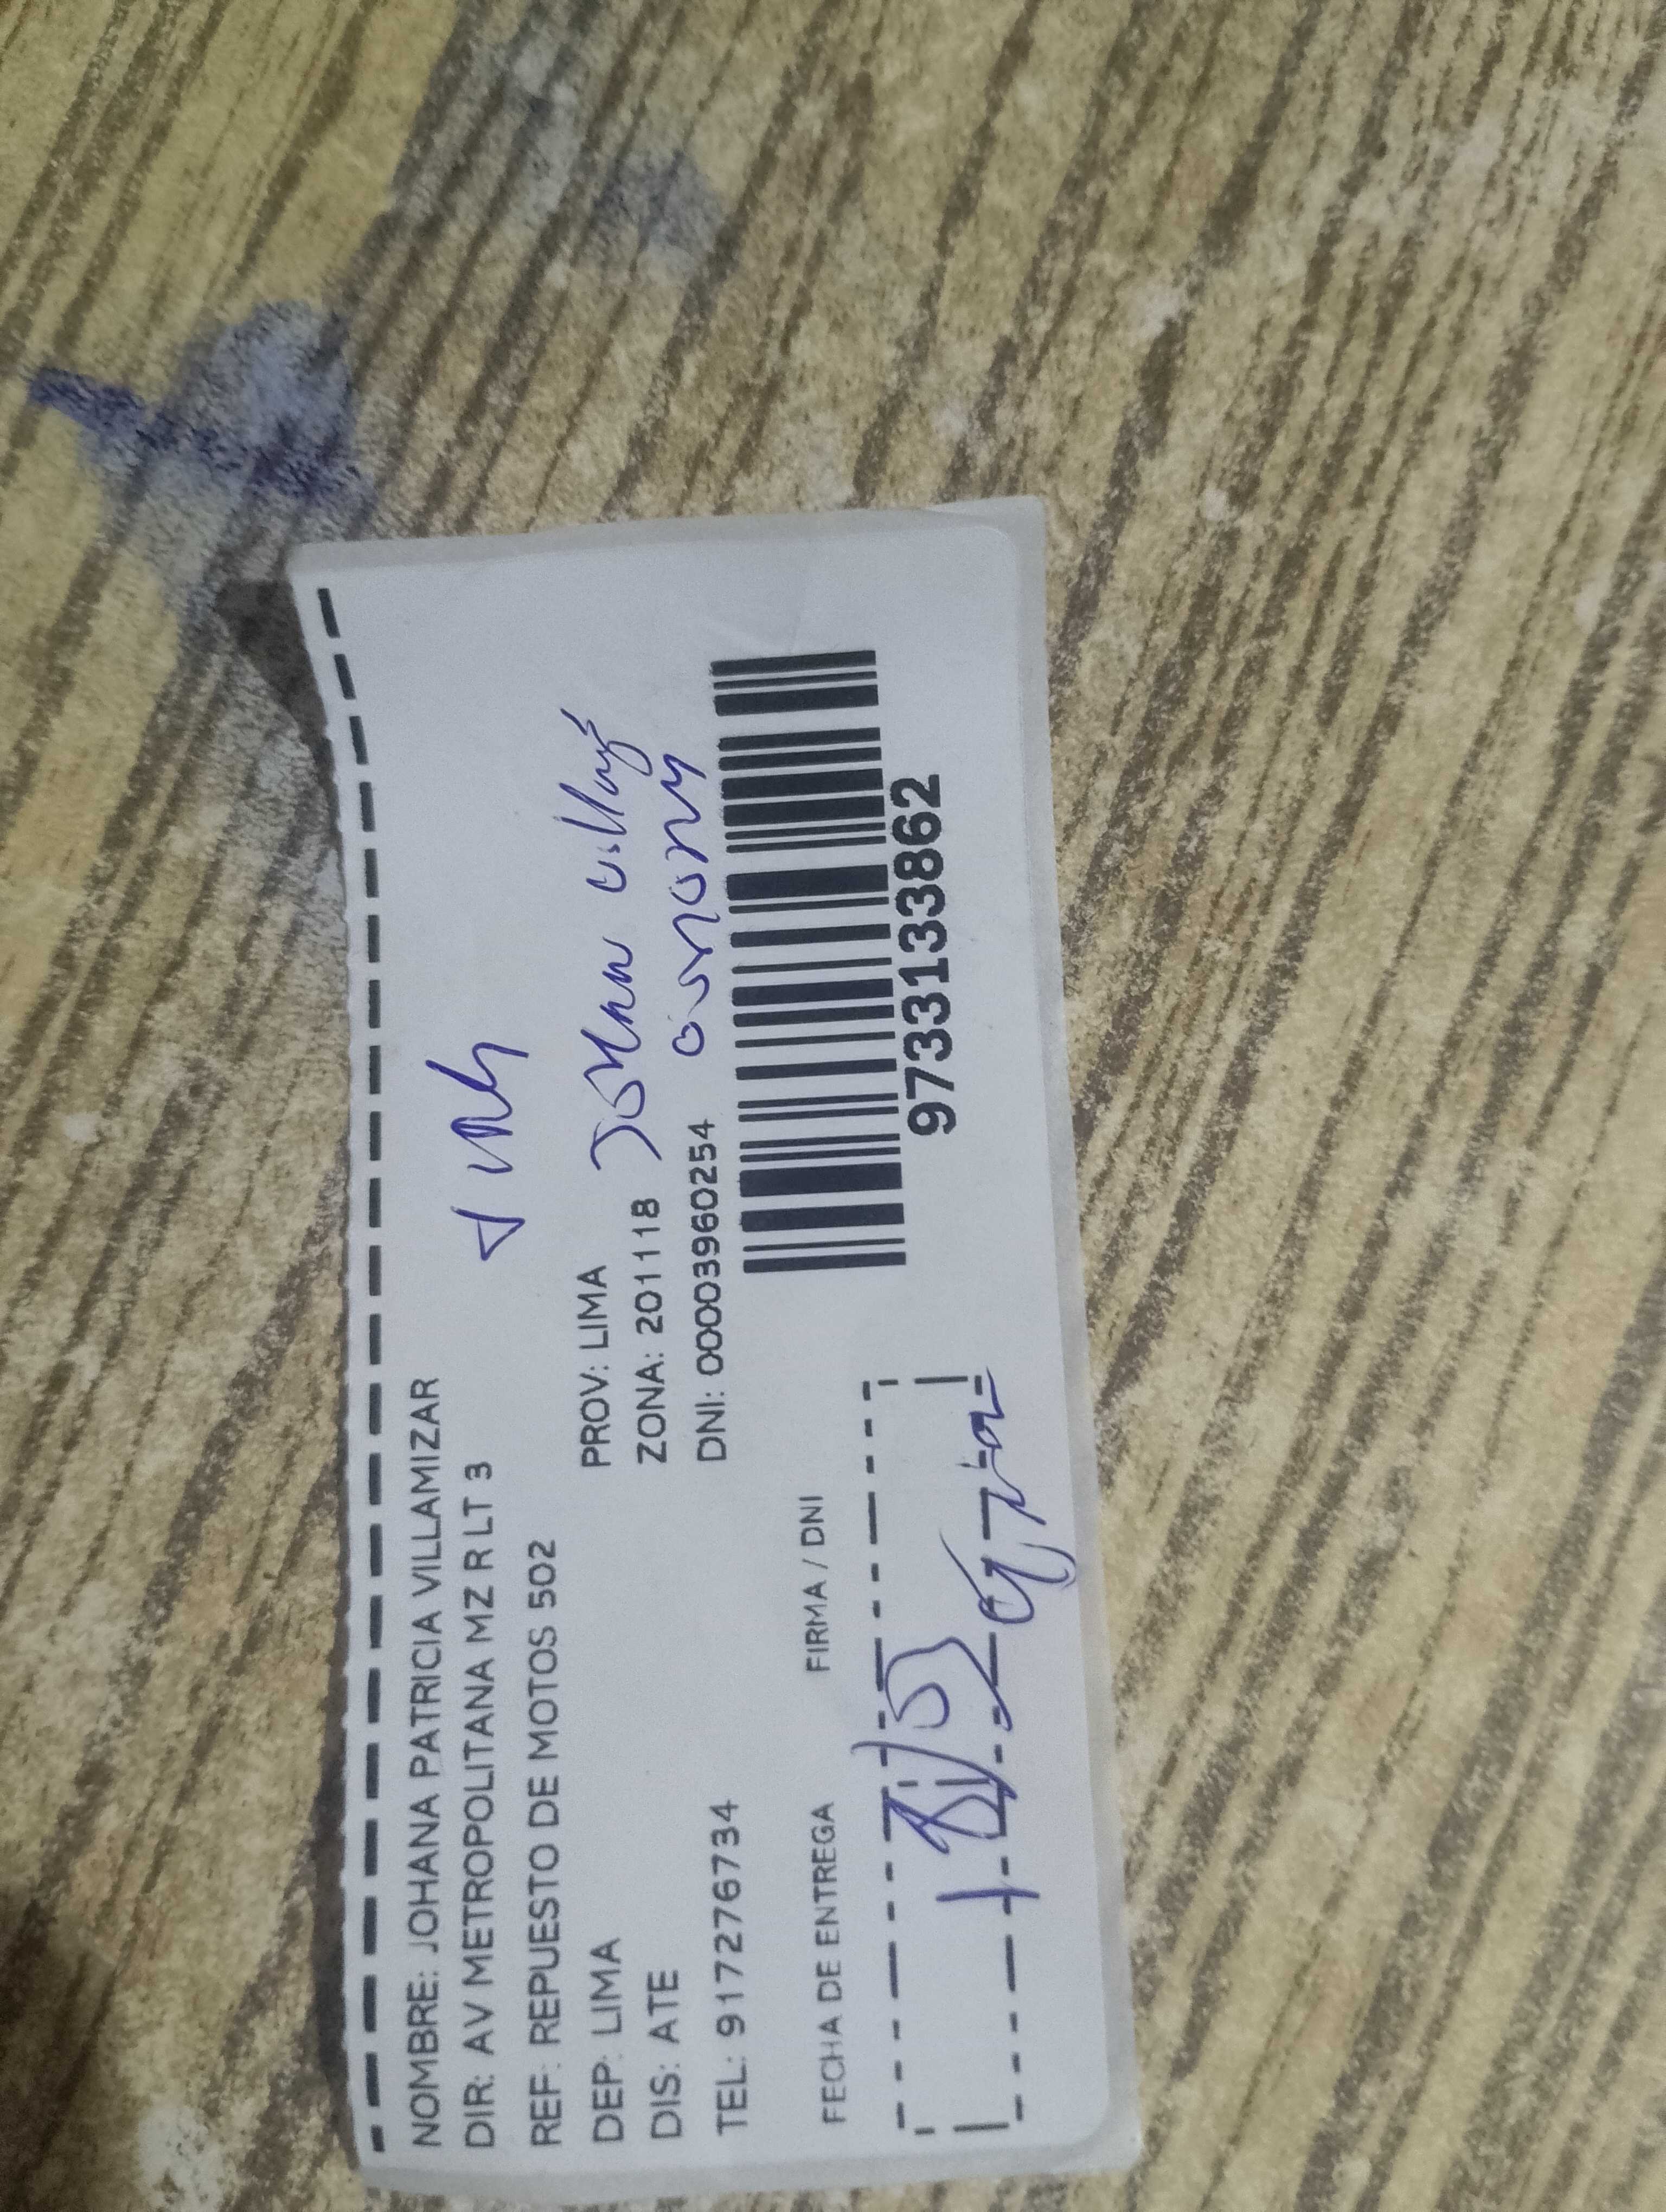 NOMBRE: JOHANA PATRICIA VILLAMIZAR
DIR: AV METROPOLITANA MZ R LT 3
REF: REPUESTO DE MOTOS 502
DEP: LIMA PROV: LIMA
DIS: ATE ZONA: 201118
TEL: 917276734 DNI: 00003960254
FECHA DE ENTREGA FIRMA / DNI
9733133862